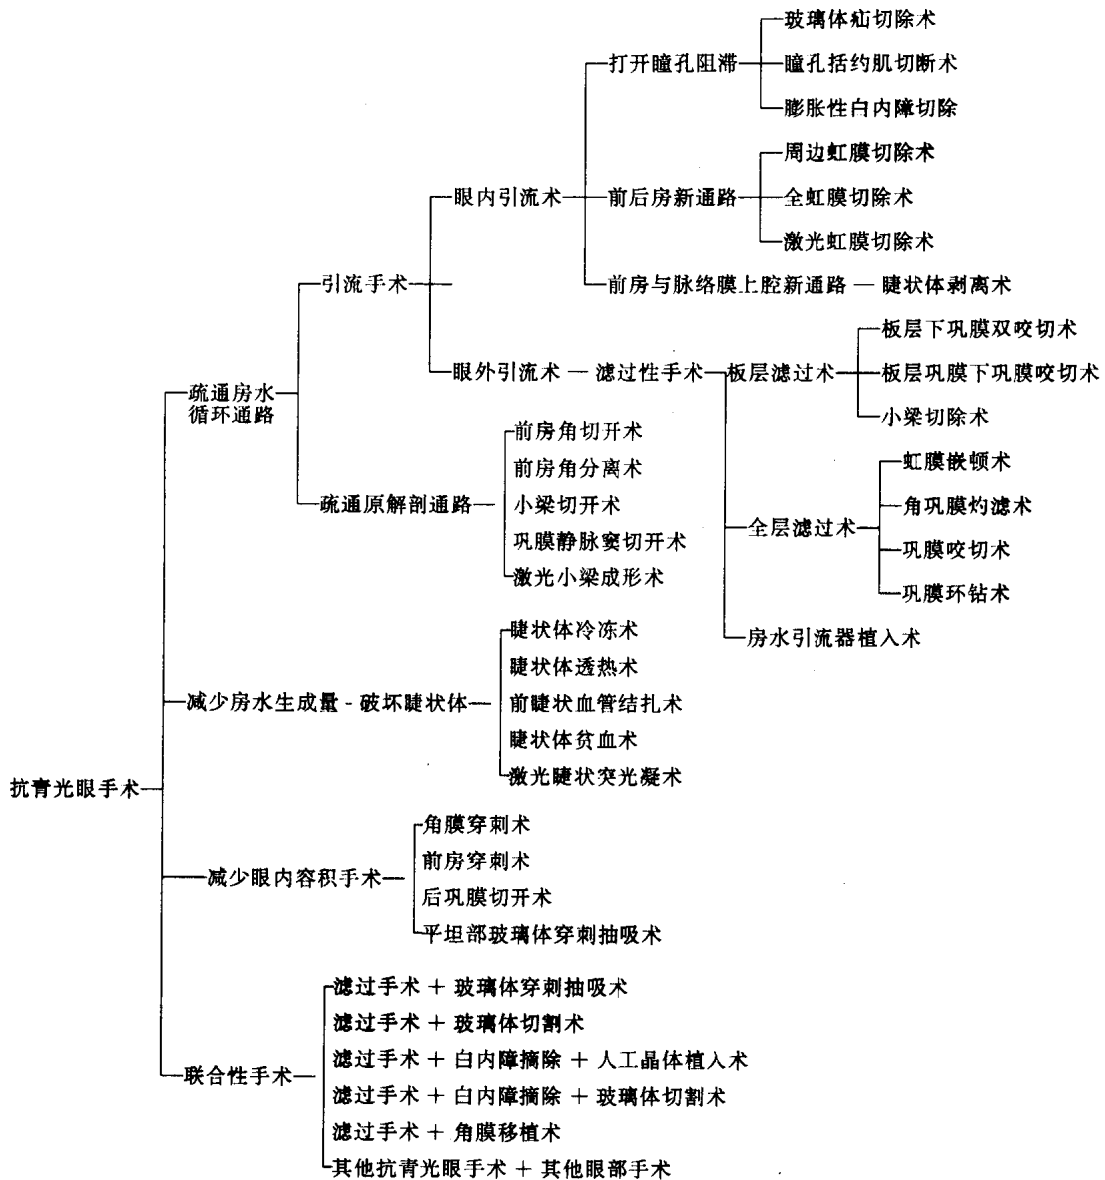 玻璃体疝切除术
打开瞳孔阻滞
瞳孔括约肌切断术
膨胀性白内障切除
周边虹膜切除术
眼内引流术
前后房新通路
全虹膜切除术
激光虹膜切除术
引流手术
前房与脉络膜上腔新通路 — 睫状体剥离术
板层下巩膜双咬切术
眼外引流术 — 滤过性手术
板层滤过术
板层巩膜下巩膜咬切术
疏通房水
循环通路
小梁切除术
前房角切开术
虹膜嵌顿术
前房角分离术
疏通原解剖通路
小梁切开术
角巩膜灼滤术
全层滤过术
巩膜静脉窦切开术
巩膜咬切术
激光小梁成形术
巩膜环钻术
睫状体冷冻术
房水引流器植入术
睫状体透热术
减少房水生成量 - 破坏睫状体
前睫状血管结扎术
睫状体贫血术
激光睫状突光凝术
抗青光眼手术
角膜穿刺术
前房穿刺术
减少眼内容积手术
后巩膜切开术
平坦部玻璃体穿刺抽吸术
滤过手术 + 玻璃体穿刺抽吸术
滤过手术 + 玻璃体切割术
滤过手术 + 白内障摘除 + 人工晶体植入术
联合性手术
滤过手术 + 白内障摘除 + 玻璃体切割术
滤过手术 + 角膜移植术
其他抗青光眼手术 + 其他眼部手术